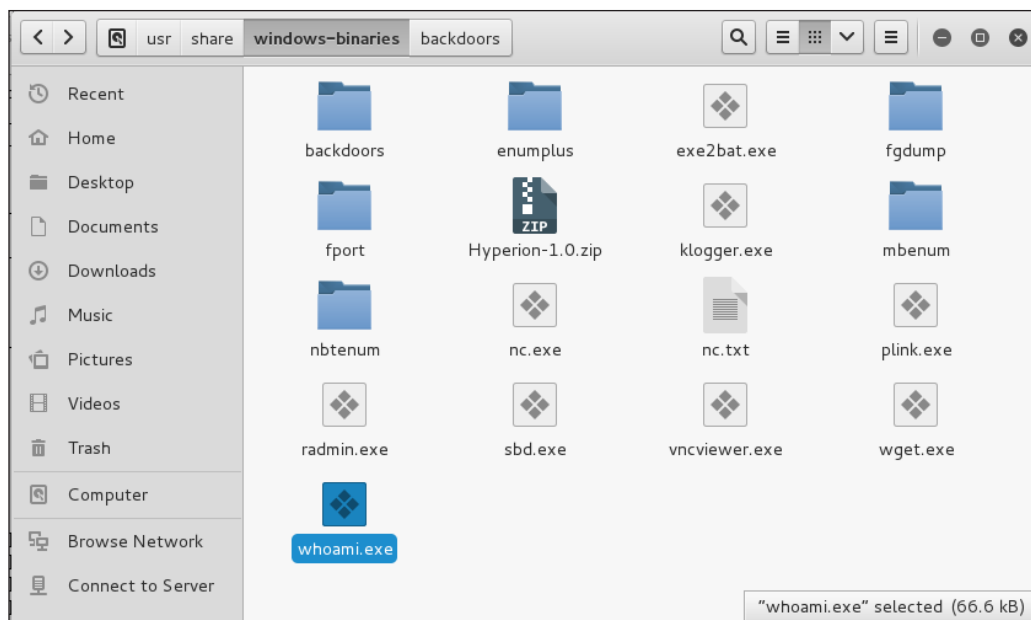 usr share windows-binaries backdoors
Recent
Home
Desktop
Documents
Downloads
Music
Pictures
Videos
Trash
Computer
Browse Network
Connect to Server
backdoors enumplus exe2bat.exe fgdump
ZIP
fport Hyperion-1.0.zip klogger.exe mbenum
nbtenum nc.exe nc.txt plink.exe
radmin.exe sbd.exe vncviewer.exe wget.exe
whoami.exe
"whoami.exe" selected (66.6 kB)